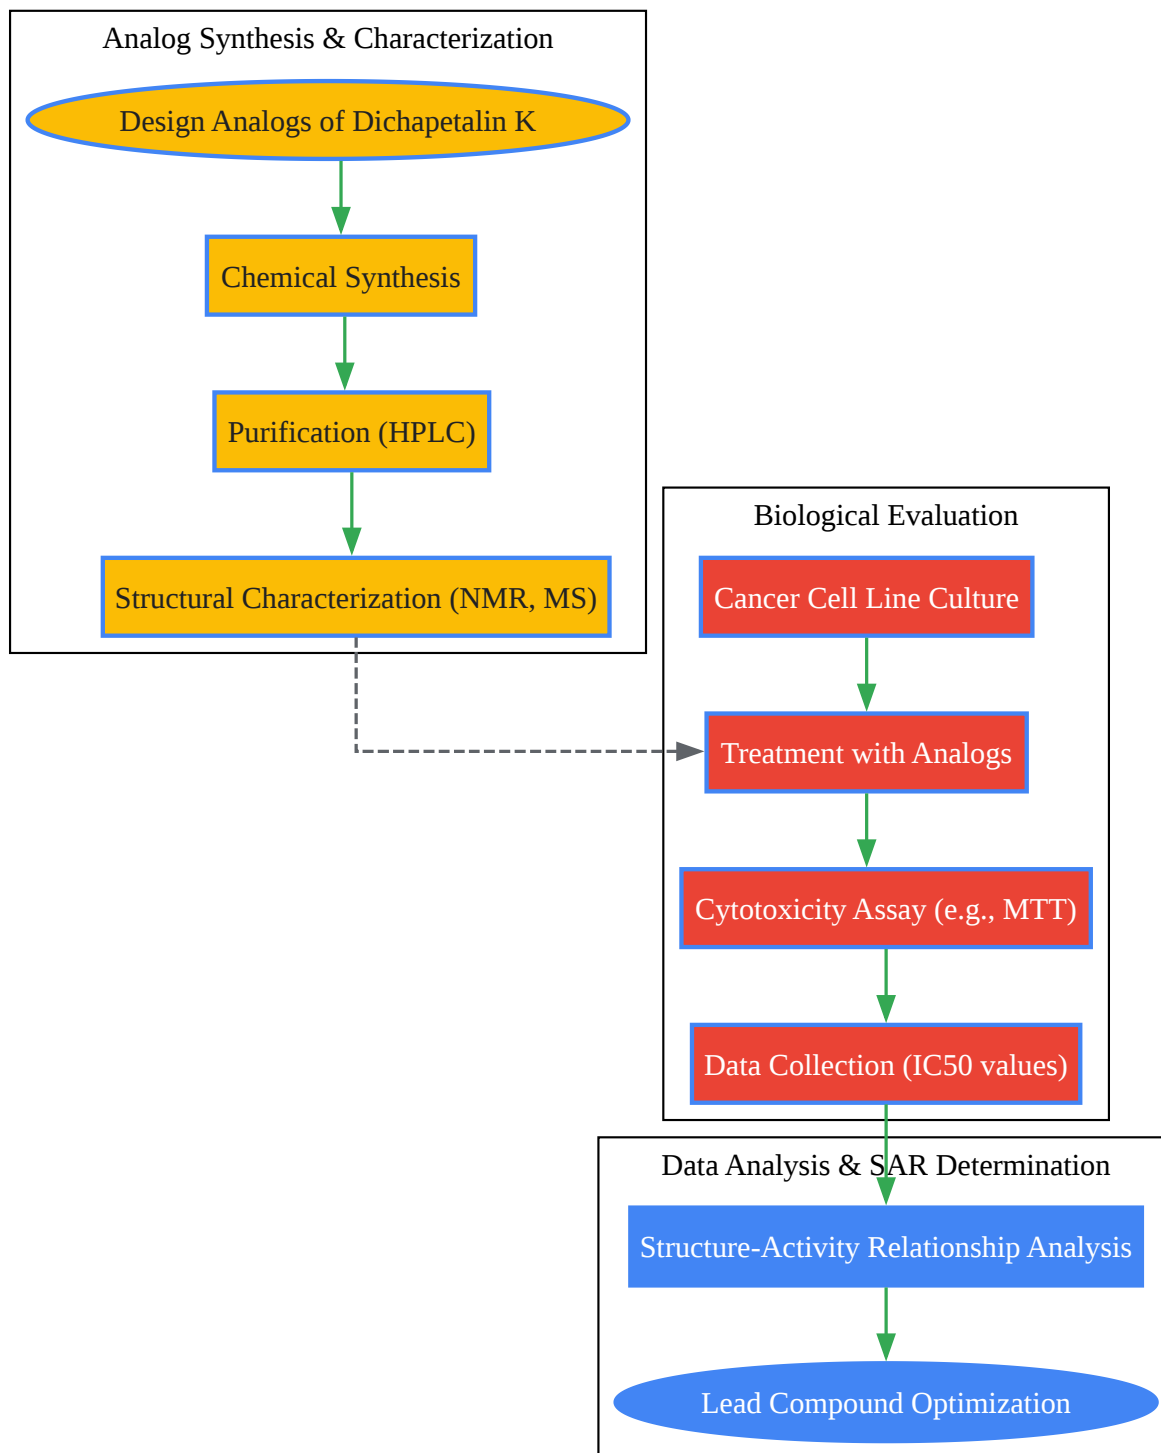 Analog Synthesis & Characterization
Design Analogs of Dichapetalin K
Chemical Synthesis
Purification (HPLC)
Structural Characterization (NMR, MS)
Biological Evaluation
Cancer Cell Line Culture
Treatment with Analogs
Cytotoxicity Assay (e.g., MTT)
Data Collection (IC50 values)
Data Analysis & SAR Determination
Structure-Activity Relationship Analysis
Lead Compound Optimization